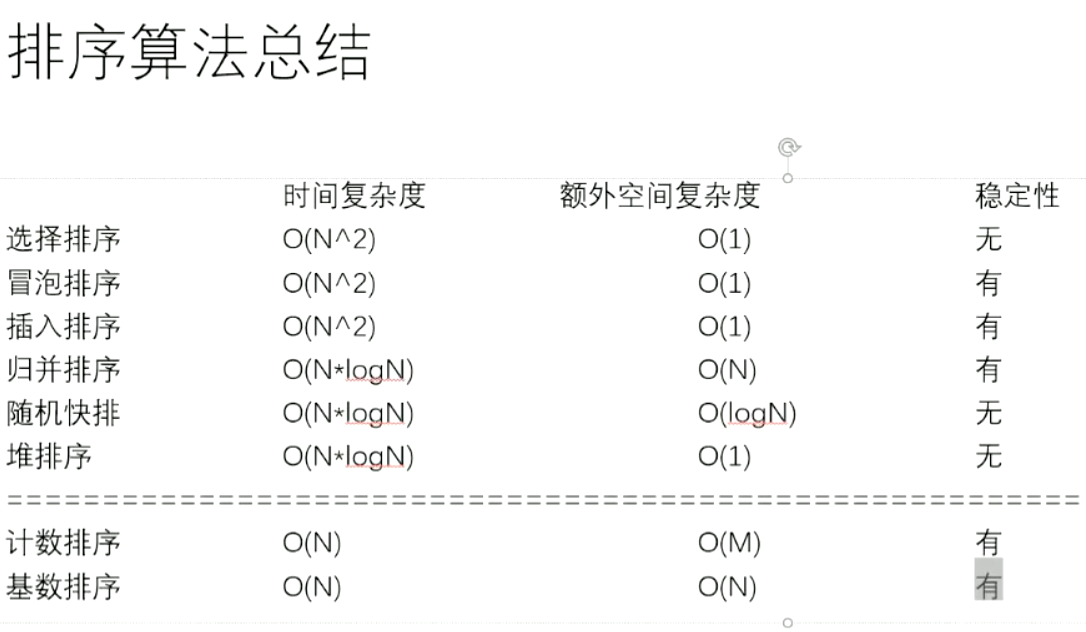 排序算法总结
时间复杂度 额外空间复杂度 稳定性
选择排序 O(N^2) O(1) 无
冒泡排序 O(N^2) O(1) 有
插入排序 O(N^2) O(1) 有
归并排序 O(N*logN) O(N) 有
随机快排 O(N*logN) O(logN) 无
堆排序 O(N*logN) O(1) 无
========================================================
计数排序 O(N) O(M) 有
基数排序 O(N) O(N) 有